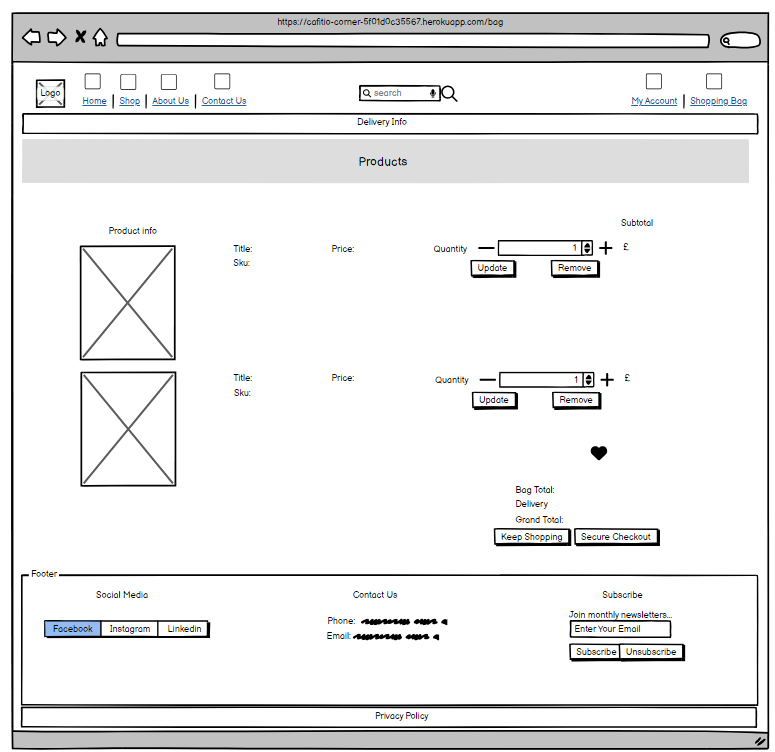 https://cafitio-corner-5f01d0c35567.herokuapp.com/bag
Logo
Home Shop About Us Contact Us
search
My Account Shopping Bag
Delivery Info
Products
Subtotal
Product info
Title: Price: Quantity 1 £
Sku:
Update Remove
Title: Price: Quantity 1 £
Sku:
Update Remove
Bag Total:
Delivery
Grand Total:
Keep Shopping Secure Checkout
Footer
Social Media Contact Us Subscribe
Join monthly newsletters...
Facebook Instagram Linkedin
Phone:
Email:
Enter Your Email
Subscribe Unsubscribe
Privacy Policy